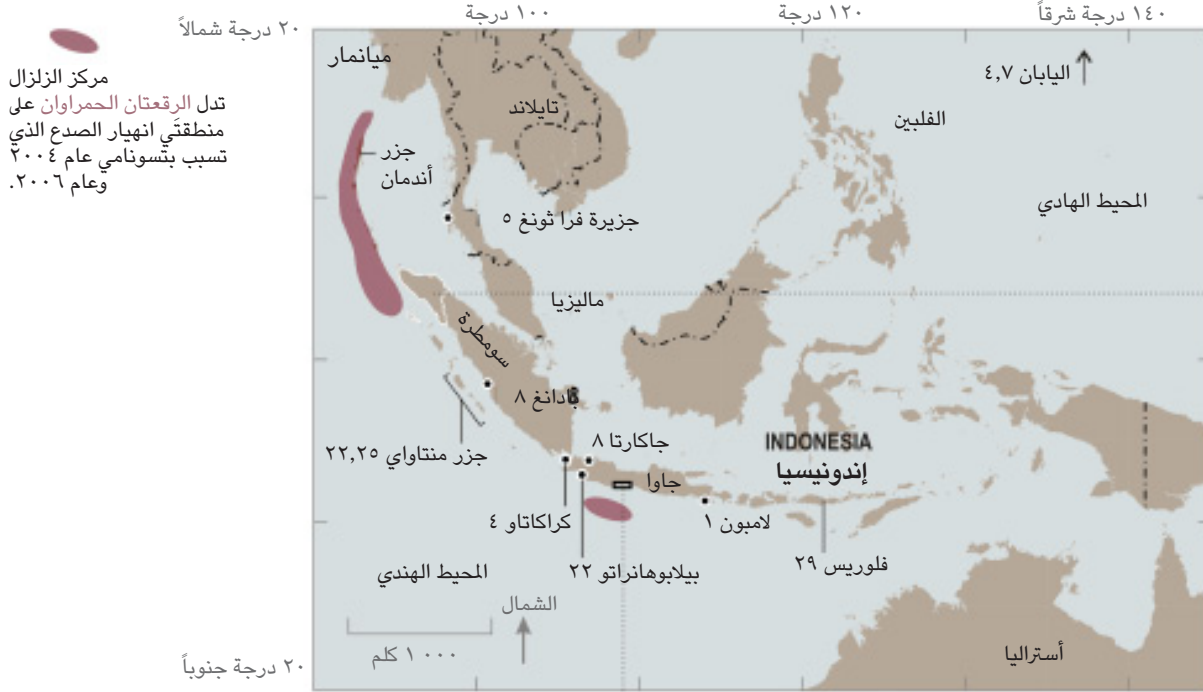 ١٠٠ درجة
١٢٠ درجة
١٤٠ درجة شرقاً
٢٠ درجة شمالاً
مركز الزلزال
تدل الرقعتان الحمراوان على
منطقتَي انهيار الصدع الذي
تسبب بتسونامي عام ٢٠٠٤
وعام ٢٠٠٦.
ميانمار
تايلاند
اليابان ٤,٧
الفلبين
جزر
أندمان
المحيط الهادي
جزيرة فرا ثونغ ٥
ماليزيا
سومطرة
بادانغ ٨
جاكارتا ٨
INDONESIA
إندونيسيا
جزر منتاواي ٢٢,٢٥
جاوا
كراكاتاو ٤
لامبون ١
فلوريس ٢٩
المحيط الهندي
بيلابوهانراتو ٢٢
الشمال
١٠٠٠ كلم
أستراليا
٢٠ درجة جنوباً